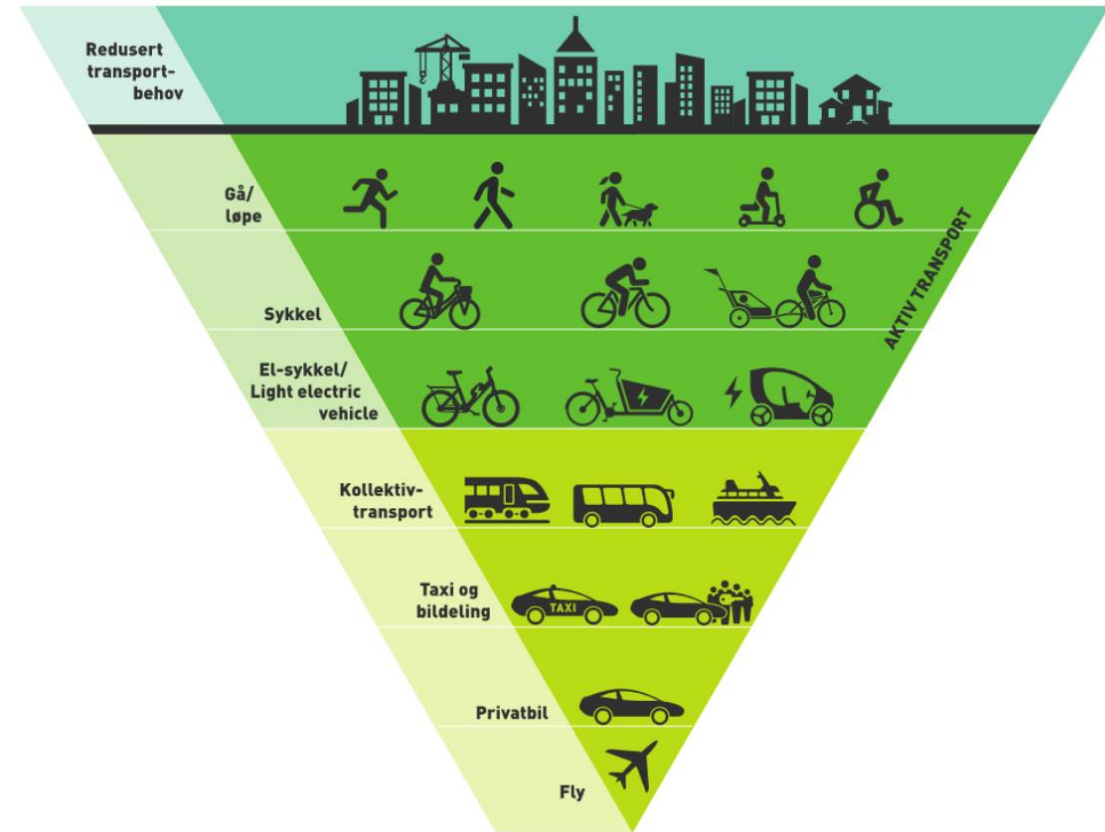 Redusert
transport-
behov
Gå/
løpe
AKTIV TRANSPORT
Sykkel
El-sykkel/
Light electric
vehicle
Kollektiv-
transport
Taxi og
bildeling
TAXI
Privatbil
Fly